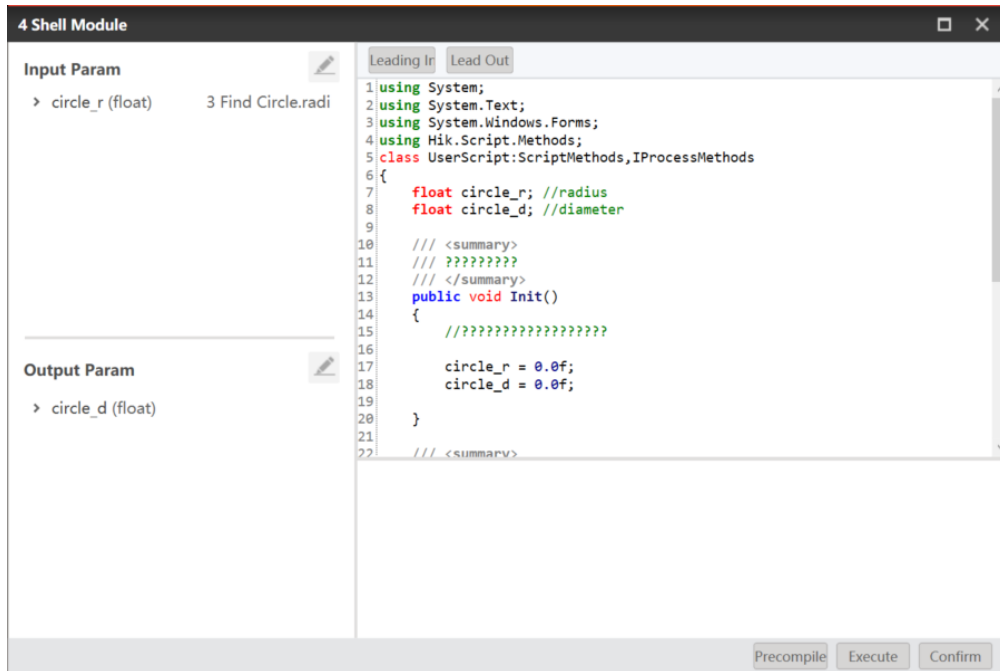 4 Shell Module
Input Param
circle_r (float) 3 Find Circle.radi
Output Param
circle_d (float)
Leading Ir Lead Out
1 using System;
2 using System.Text;
3 using System.Windows.Forms;
4 using Hik.Script.Methods;
5 class UserScript:ScriptMethods,IProcessMethods
6 {
7 float circle_r; //radius
8 float circle_d; //diameter
9
10 /// <summary>
11 /// ?????????
12 /// </summary>
13 public void Init()
14 {
15 //??????????????????
16
17 circle_r = 0.0f;
18 circle_d = 0.0f;
19
20 }
21
22 /// <summary>
Precompile Execute Confirm